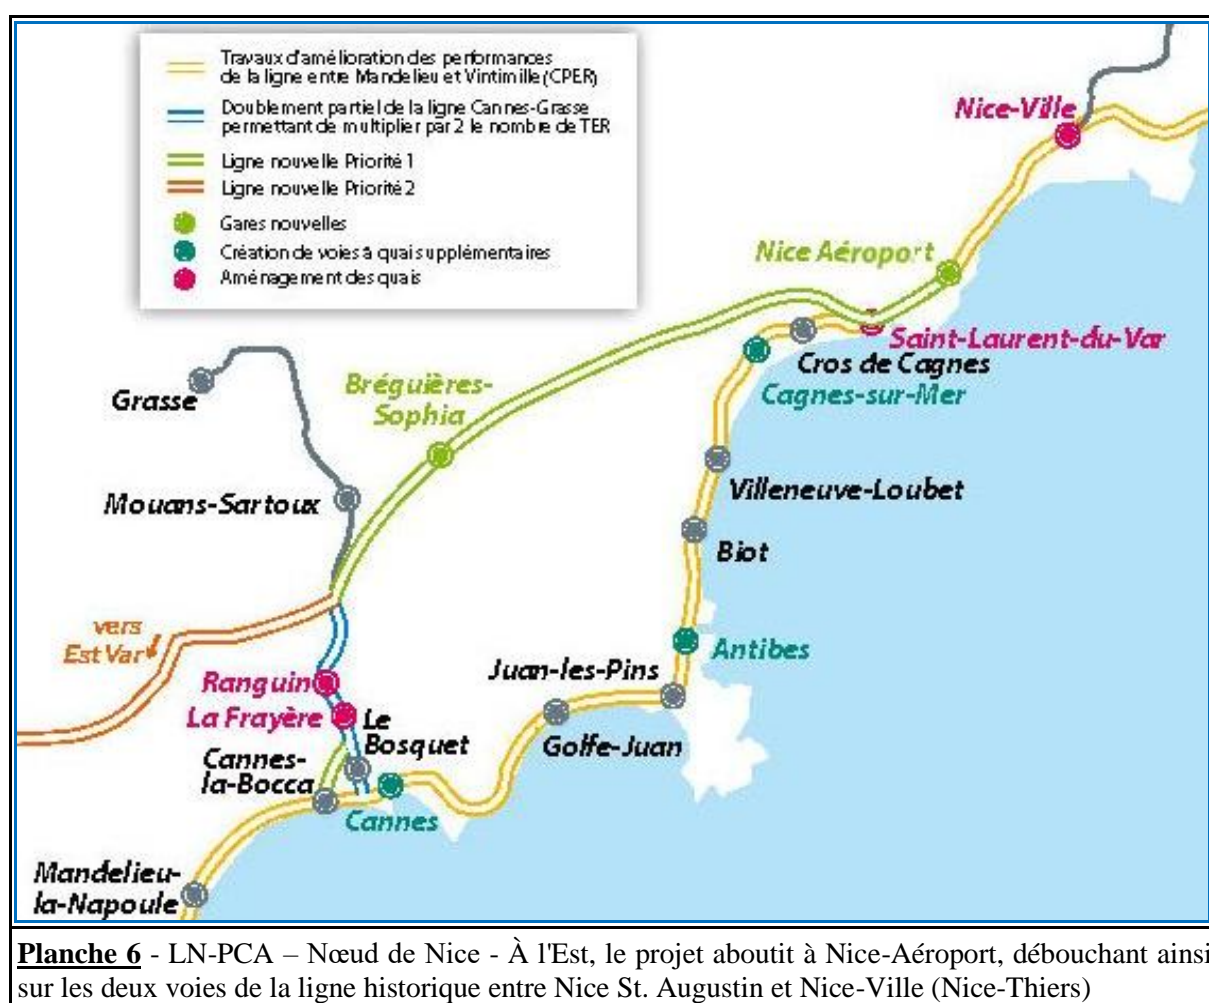 Travaux d'amélioration des performances
de la ligne entre Mandelieu et Vintimille (CPER)
Doublement partiel de la ligne Cannes-Grasse
permettant de multiplier par 2 le nombre de TER
Ligne nouvelle Priorité 1
Ligne nouvelle Priorité 2
Gares nouvelles
Création de voies à quai supplémentaires
Aménagement des quais
Nice-Ville
Nice Aéroport
Saint-Laurent-du-Var
Cros de Cagnes
Cagnes-sur-Mer
Grasse
Bréguières-
Sophia
Mouans-Sartoux
Villeneuve-Loubet
Biot
vers
Est Var
Antibes
Juan-les-Pins
Ranguin
La Frayère
Le
Bosquet
Golfe-Juan
Cannes-
la-Bocca
Cannes
Mandelieu-
la-Napoule
Planche 6 - LN-PCA – Nœud de Nice - À l'Est, le projet aboutit à Nice-Aéroport, débouchant ainsi
sur les deux voies de la ligne historique entre Nice St. Augustin et Nice-Ville (Nice-Thiers)